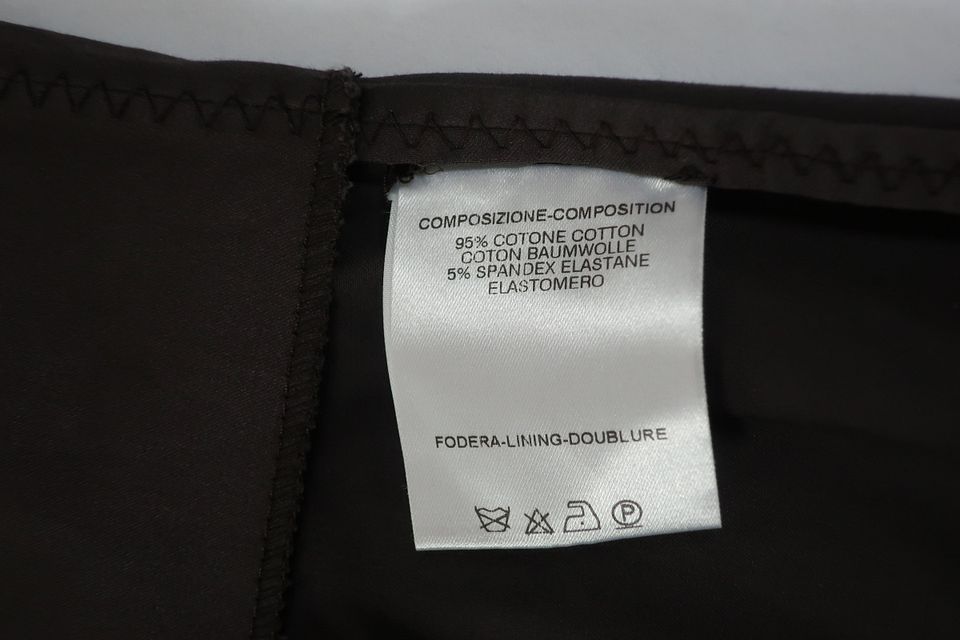 COMPOSIZIONE-COMPOSITION
95% COTONE COTTON
COTON BAUMWOLLE
5% SPANDEX ELASTANE
ELASTOMERO
FODERA-LINING-DOUBLURE
P